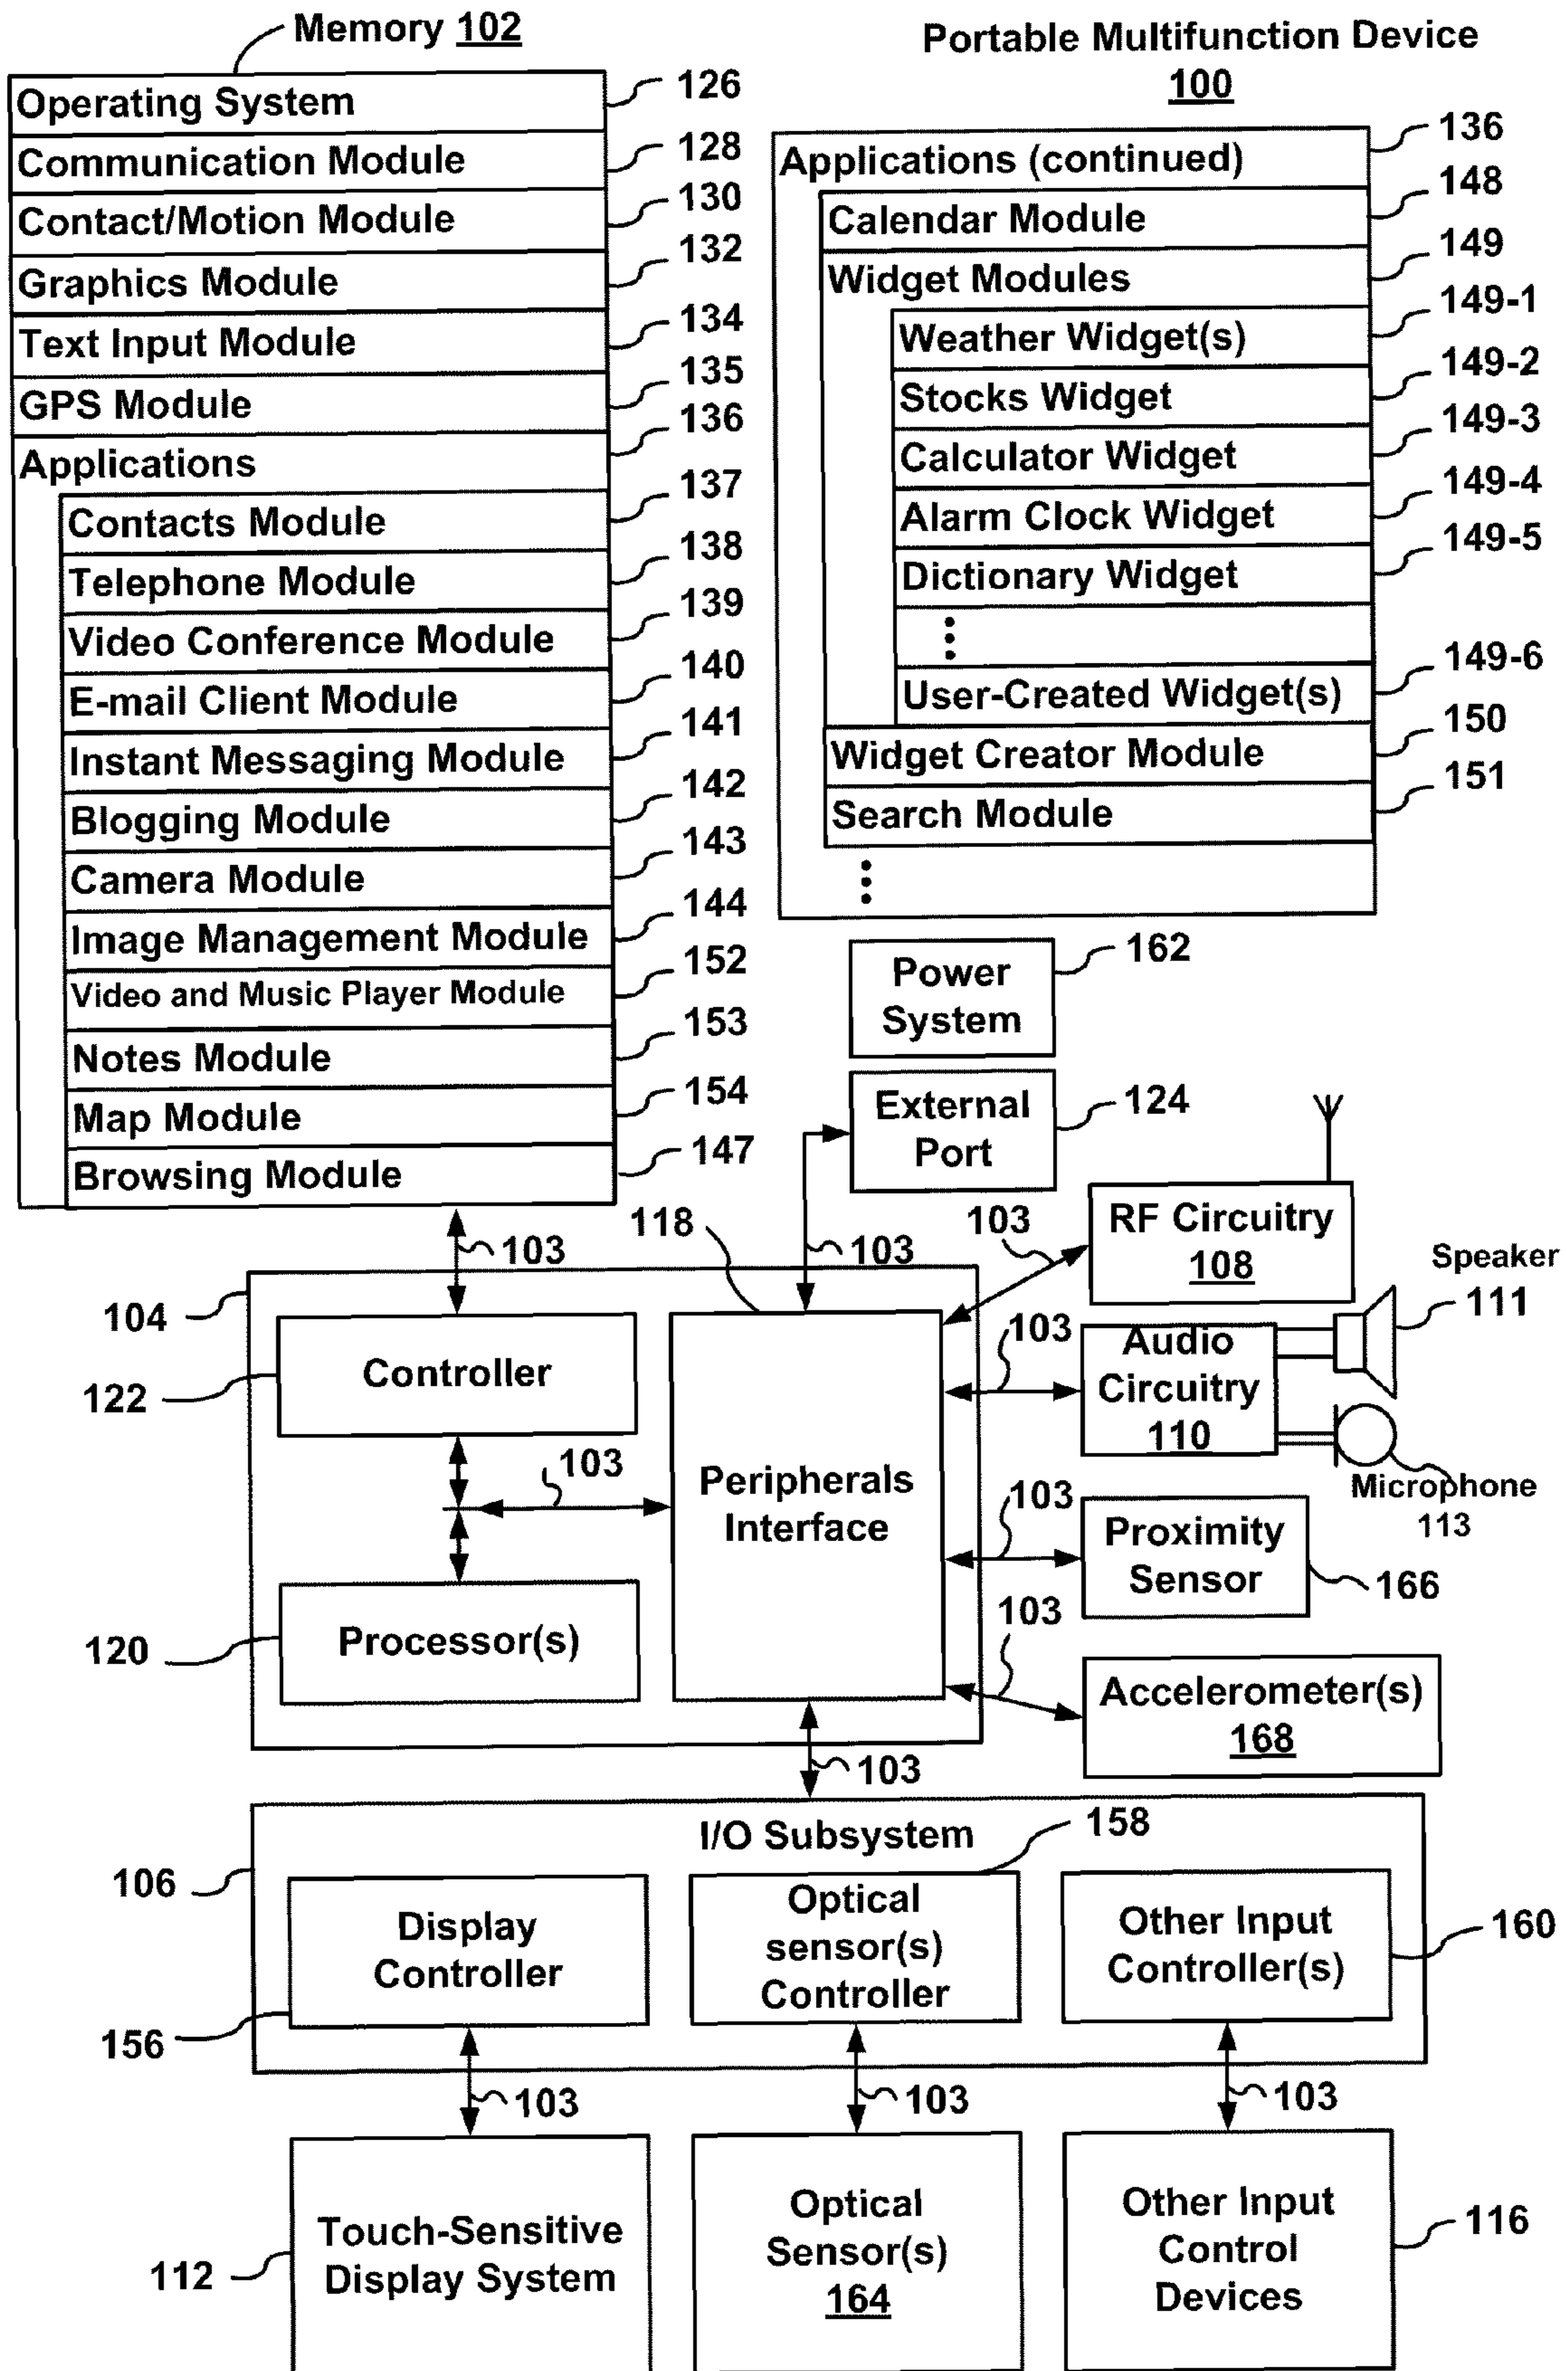 Memory 102
Operating System 126
Communication Module 128
Contact/Motion Module 130
Graphics Module 132
Text Input Module 134
GPS Module 135
Applications 136
Contacts Module 137
Telephone Module 138
Video Conference Module 139
E-mail Client Module 140
Instant Messaging Module 141
Blogging Module 142
Camera Module 143
Image Management Module 144
Video and Music Player Module 152
Notes Module 153
Map Module 154
Browsing Module 147
Portable Multifunction Device
100
Applications (continued) 136
Calendar Module 148
Widget Modules 149
Weather Widget(s) 149-1
Stocks Widget 149-2
Calculator Widget 149-3
Alarm Clock Widget 149-4
Dictionary Widget 149-5
User-Created Widget(s) 149-6
Widget Creator Module 150
Search Module 151
Power
System
162
External
Port
124
103
118
103
103
RF Circuitry
108
Speaker
111
104
Controller
122
103
Audio
Circuitry
110
Microphone
113
103
Peripherals
Interface
103
Proximity
Sensor
166
Processor(s)
120
103
Accelerometer(s)
168
103
I/O Subsystem
158
106
Display
Controller
156
Optical
sensor(s)
Controller
Other Input
Controller(s)
160
103
103
103
Touch-Sensitive
Display System
112
Optical
Sensor(s)
164
Other Input
Control
Devices
116